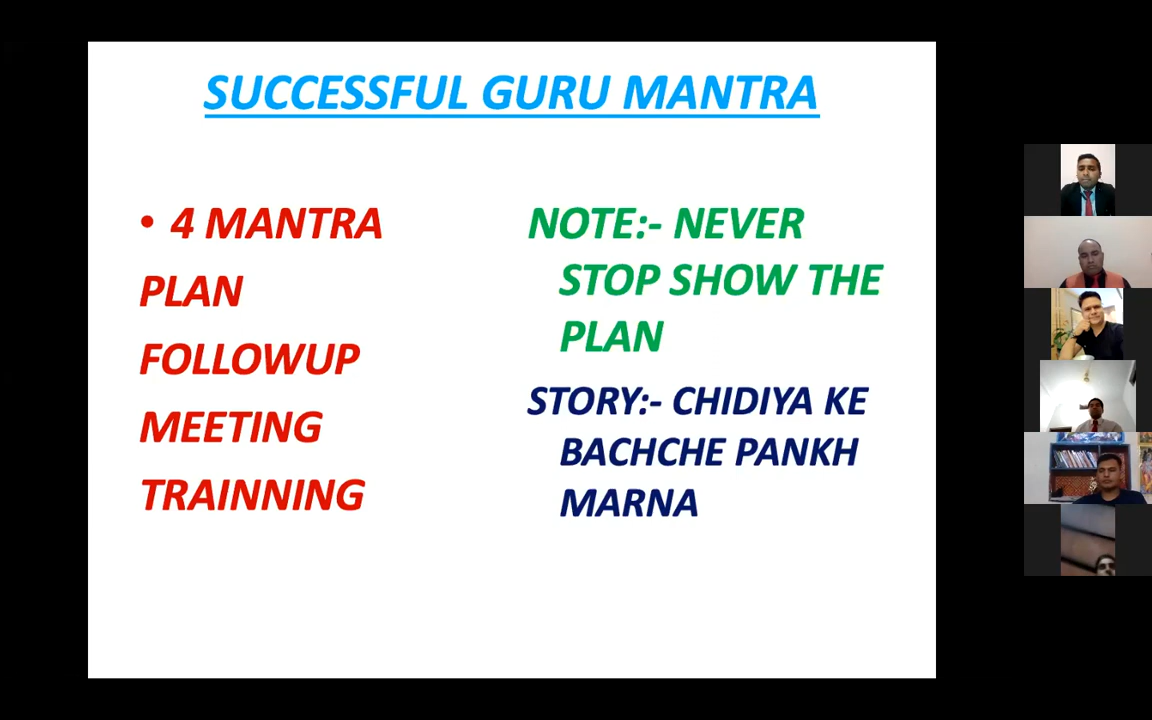 SUCCESSFUL GURU MANTRA
• 4 MANTRA
PLAN
FOLLOWUP
MEETING
TRAINNING
NOTE:- NEVER
STOP SHOW THE
PLAN
STORY:- CHIDIYA KE
BACHCHE PANKH
MARNA